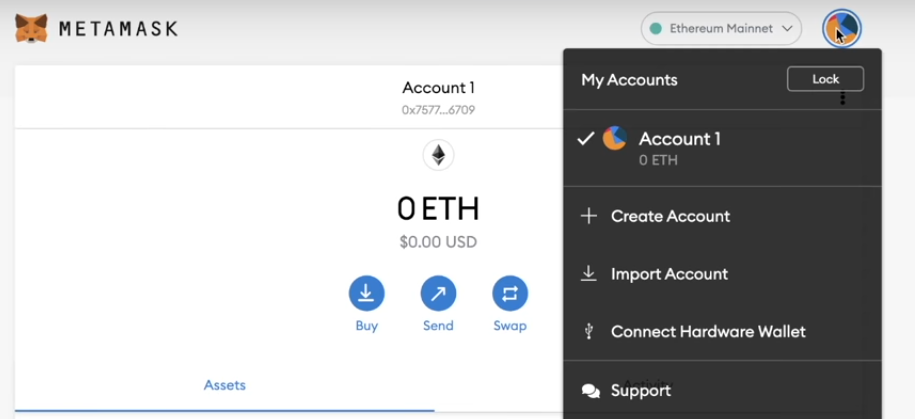 METAMASK
Ethereum Mainnet
Account 1
0x7577...6709
0 ETH
$0.00 USD
Buy
Send
Swap
Assets
Activity
My Accounts
Lock
Account 1
0 ETH
Create Account
Import Account
Connect Hardware Wallet
Support